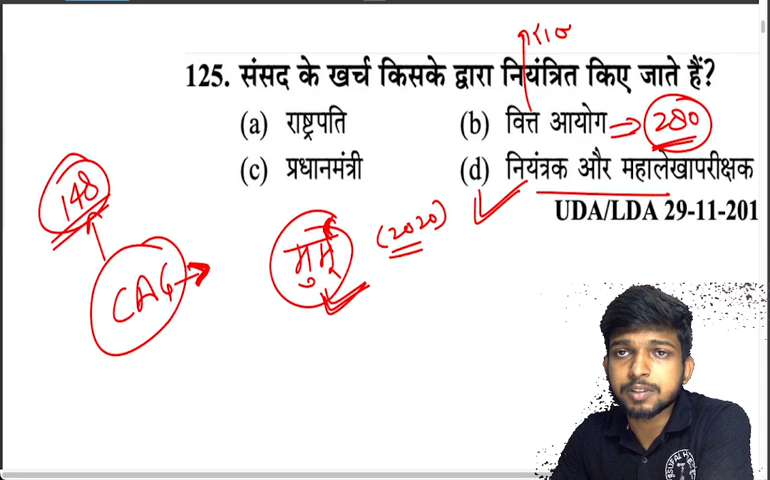 125. संसद के खर्च किसके द्वारा नियंत्रित किए जाते हैं?
(a) राष्ट्रपति
(b) वित्त आयोग ⇒ 280
(c) प्रधानमंत्री
(d) नियंत्रक और महालेखापरीक्षक
UDA/LDA 29-11-201
148
CAG →
मुर्मू (2020)